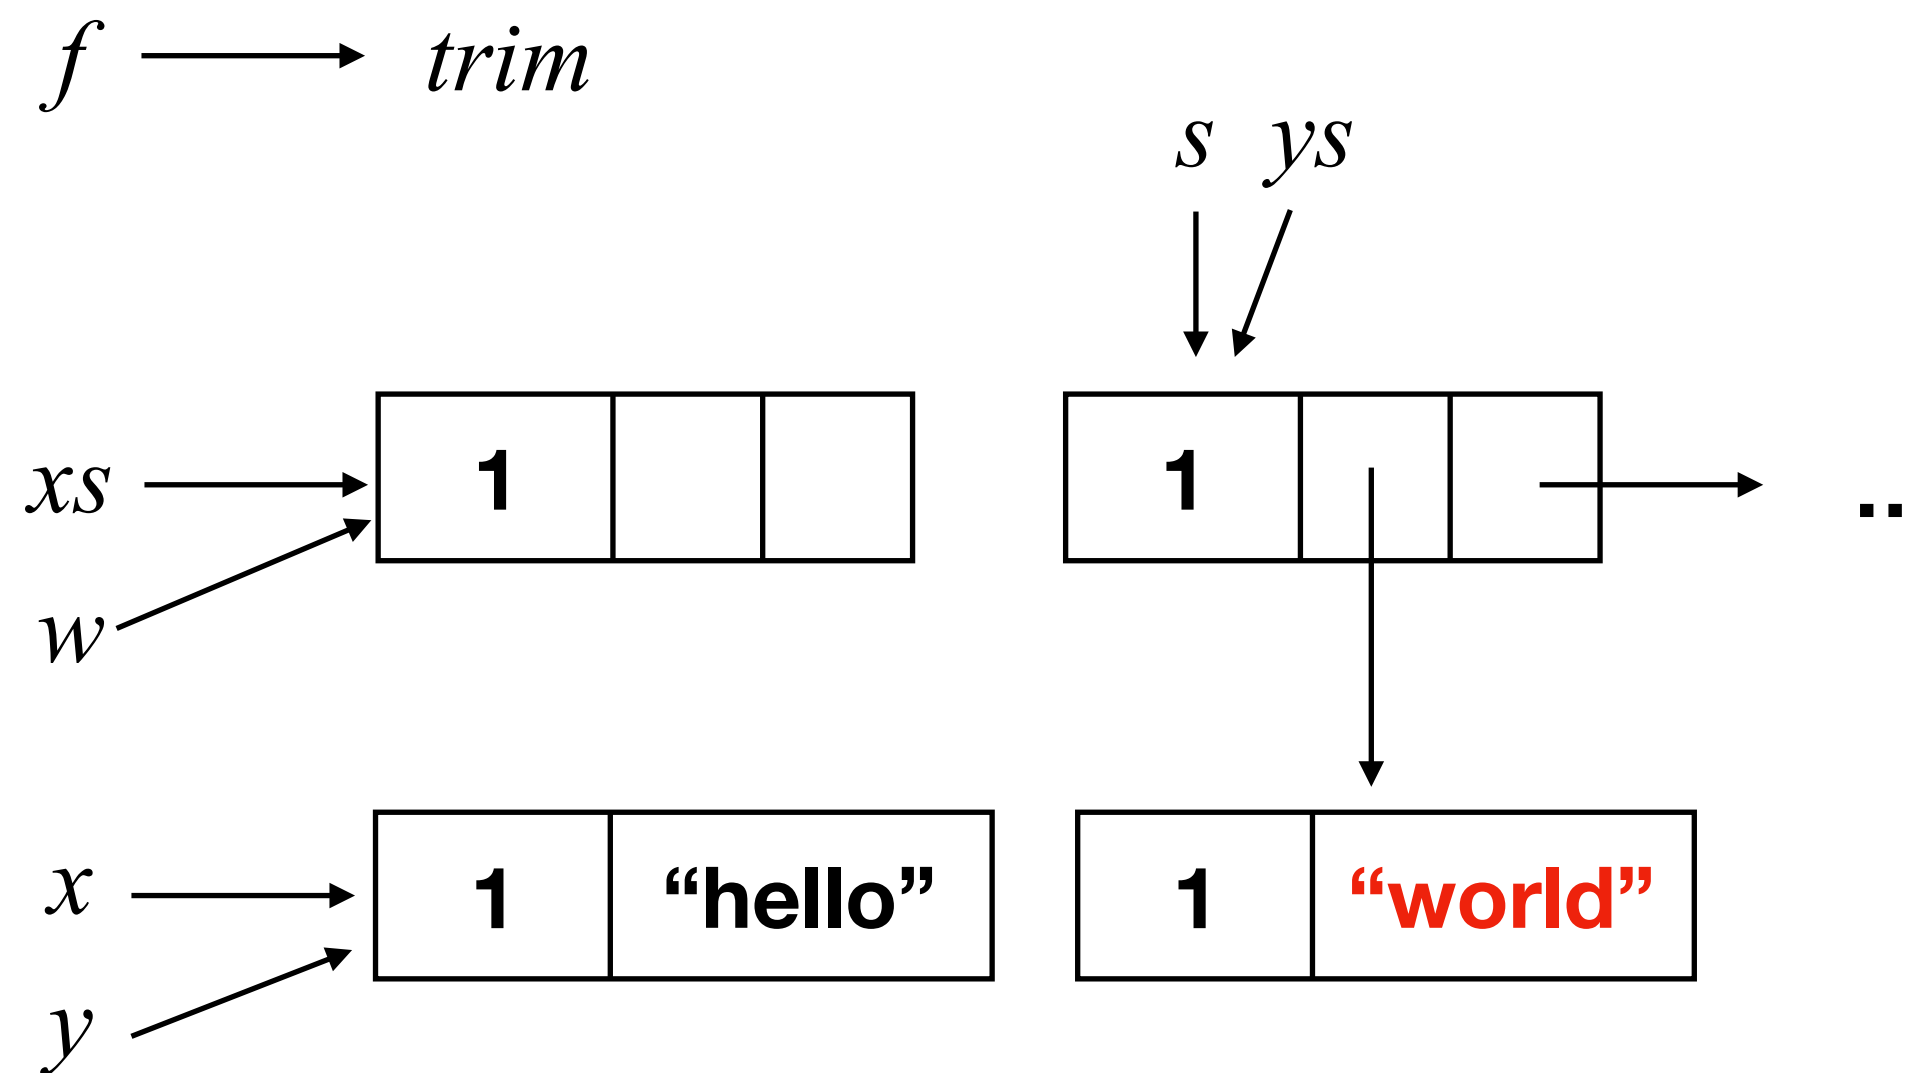 f trim
s ys
xs 1 1 ..
w
x 1 “hello” 1 “world”
y